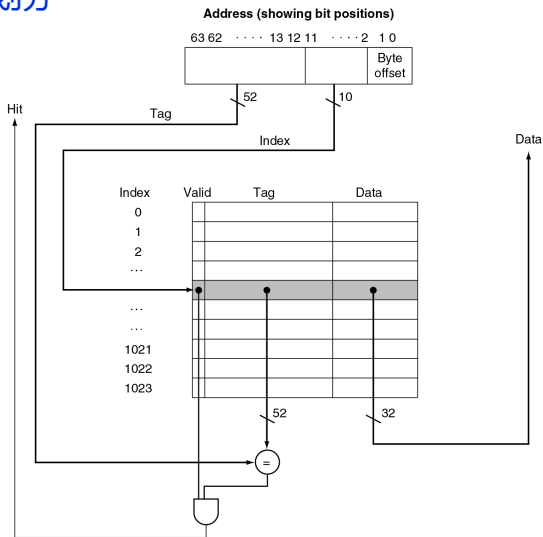 Address (showing bit positions)
63 62 · · · · 13 12 11 · · · · 2 1 0
Byte
offset
52
10
Hit
Tag
Index
Data
Index Valid Tag Data
0
1
2
...
...
...
1021
1022
1023
52
32
=